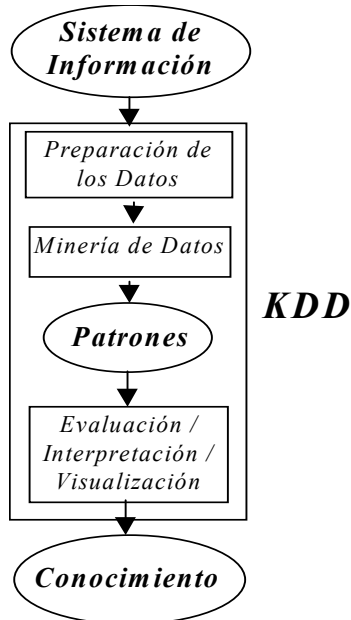 Sistema de
Información
Preparación de
los Datos
Minería de Datos
KDD
Patrones
Evaluación /
Interpretación /
Visualización
Conocimiento